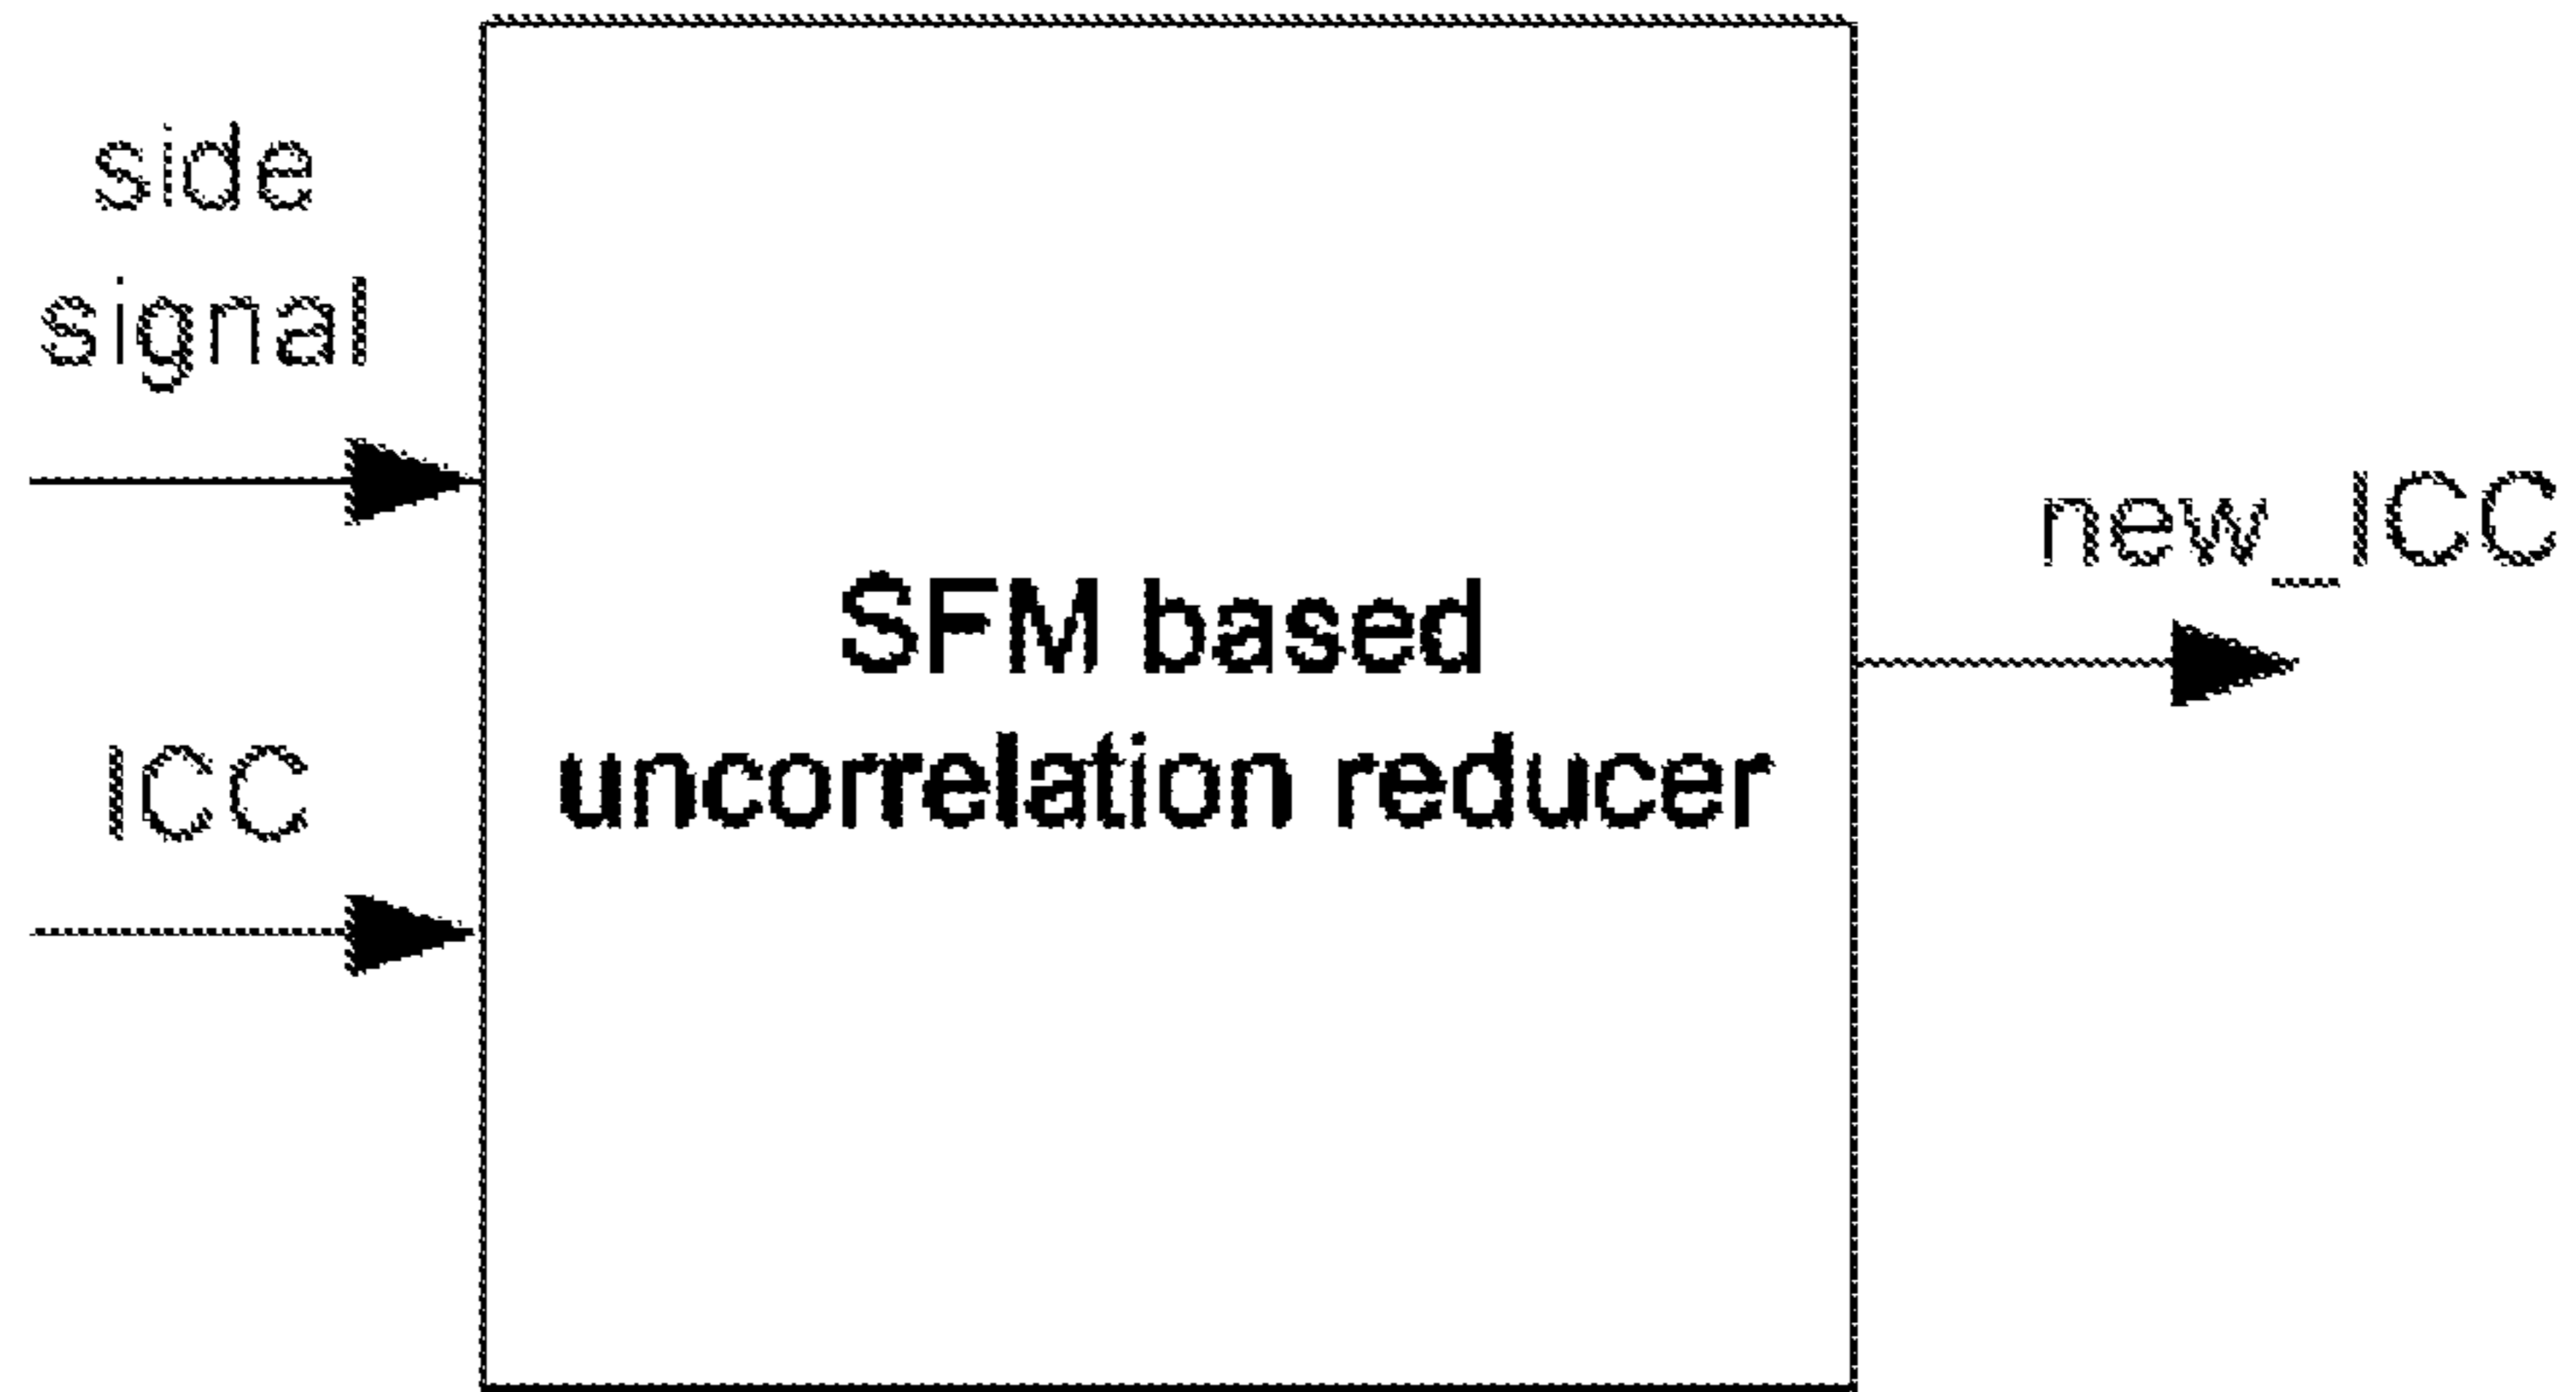 side
signal
ICC
SFM based
uncorrelation reducer
new_ICC